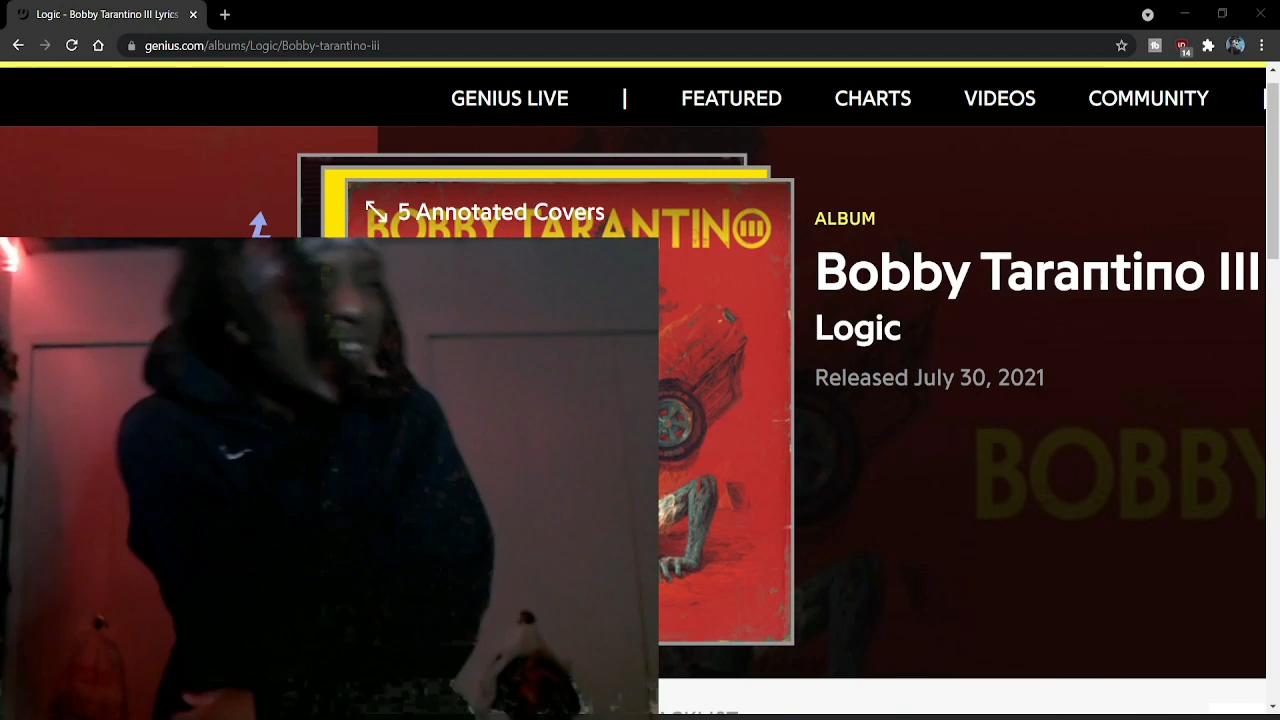 Logic - Bobby Tarantino III Lyrics
genius.com/albums/Logic/Bobby-tarantino-iii
14
GENIUS LIVE | FEATURED CHARTS VIDEOS COMMUNITY
5 Annotated Covers
BOBBY TARANTINO III
ALBUM
Bobby Tarantino III
Logic
Released July 30, 2021
BOBBY